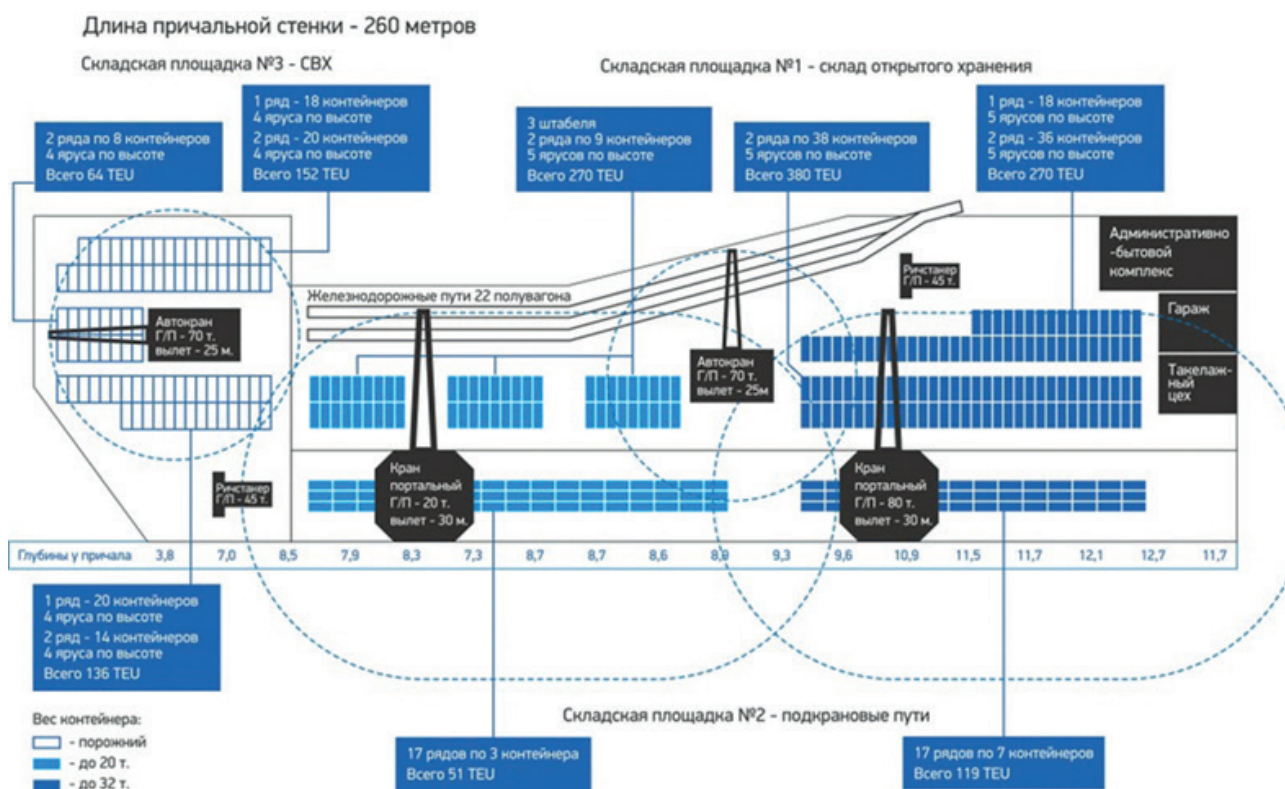 Длина причальной стенки - 260 метров
Складская площадка №3 - СВХ
Складская площадка №1 - склад открытого хранения
2 ряда по 8 контейнеров
4 яруса по высоте
Всего 64 TEU
1 ряд - 18 контейнеров
4 яруса по высоте
2 ряд - 20 контейнеров
4 яруса по высоте
Всего 152 TEU
3 штабеля
2 ряда по 9 контейнеров
5 ярусов по высоте
Всего 270 TEU
2 ряда по 38 контейнеров
5 ярусов по высоте
Всего 380 TEU
1 ряд - 18 контейнеров
5 ярусов по высоте
2 ряд - 36 контейнеров
5 ярусов по высоте
Всего 270 TEU
Административно
-бытовой
комплекс
Ричстакер
Г/П - 45 т.
Железнодорожные пути 22 полувагона
Гараж
Автокран
Г/П - 70 т.
вылет - 25 м.
Автокран
Г/П - 70 т.
вылет - 25м
Такелаж-
ный
цех
Ричстакер
Г/П - 45 т.
Кран
портальный
Г/П - 20 т.
вылет - 30 м.
Кран
портальный
Г/П - 80 т.
вылет - 30 м.
Глубины у причала 3,8 7,0 8,5 7,9 8,3 7,3 8,7 8,7 8,6 9,3 9,6 10,9 11,5 11,7 12,1 12,7 11,7
1 ряд - 20 контейнеров
4 яруса по высоте
2 ряд - 14 контейнеров
4 яруса по высоте
Всего 136 TEU
Складская площадка №2 - подкрановые пути
Вес контейнера:
- порожний
- до 20 т.
- до 32 т.
17 рядов по 3 контейнера
Всего 51 TEU
17 рядов по 7 контейнеров
Всего 119 TEU